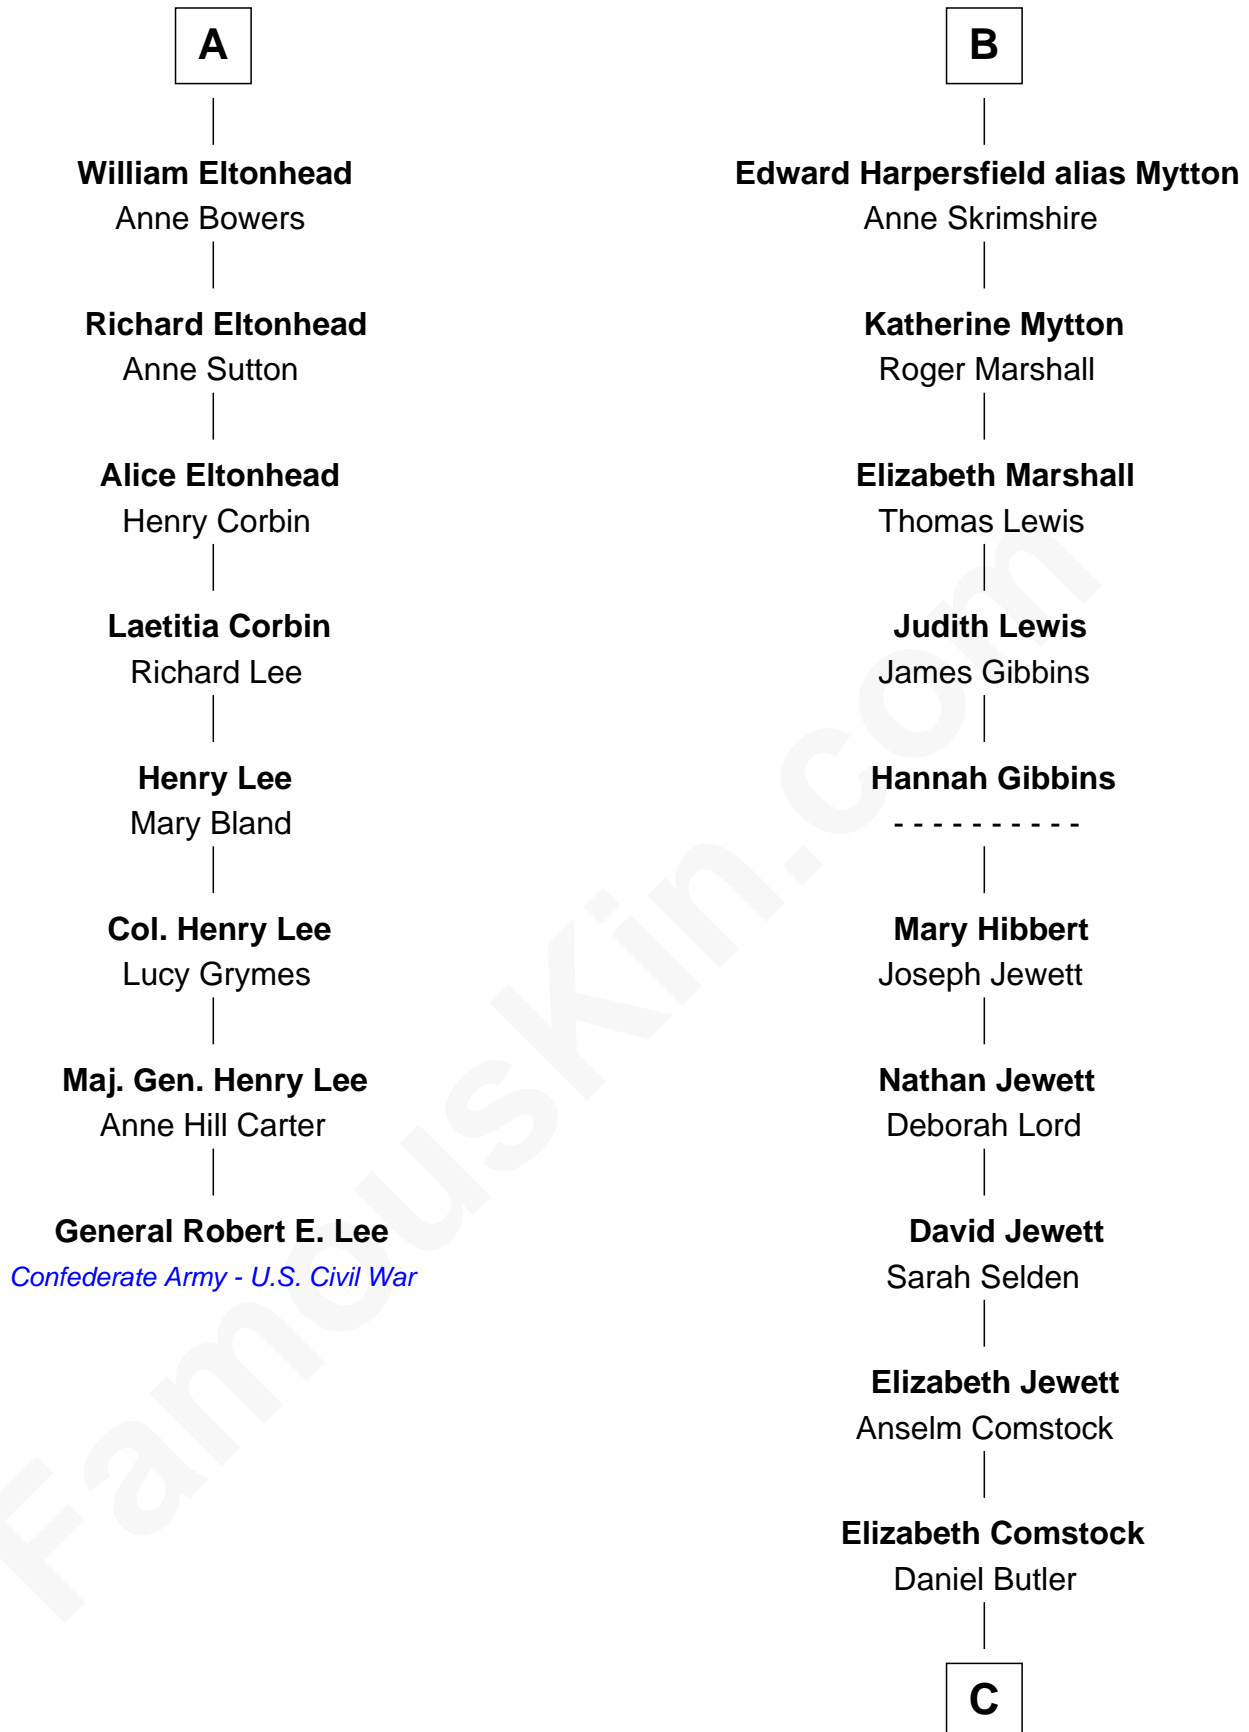 A
William Eltonhead
Anne Bowers
Richard Eltonhead
Anne Sutton
Alice Eltonhead
Henry Corbin
Laetitia Corbin
Richard Lee
Henry Lee
Mary Bland
Col. Henry Lee
Lucy Grymes
Maj. Gen. Henry Lee
Anne Hill Carter
General Robert E. Lee
Confederate Army - U.S. Civil War
B
Edward Harpersfield alias Mytton
Anne Skrimshire
Katherine Mytton
Roger Marshall
Elizabeth Marshall
Thomas Lewis
Judith Lewis
James Gibbins
Hannah Gibbins
- - - - - - - - - -
Mary Hibbert
Joseph Jewett
Nathan Jewett
Deborah Lord
David Jewett
Sarah Selden
Elizabeth Jewett
Anselm Comstock
Elizabeth Comstock
Daniel Butler
C
FamousKin.com